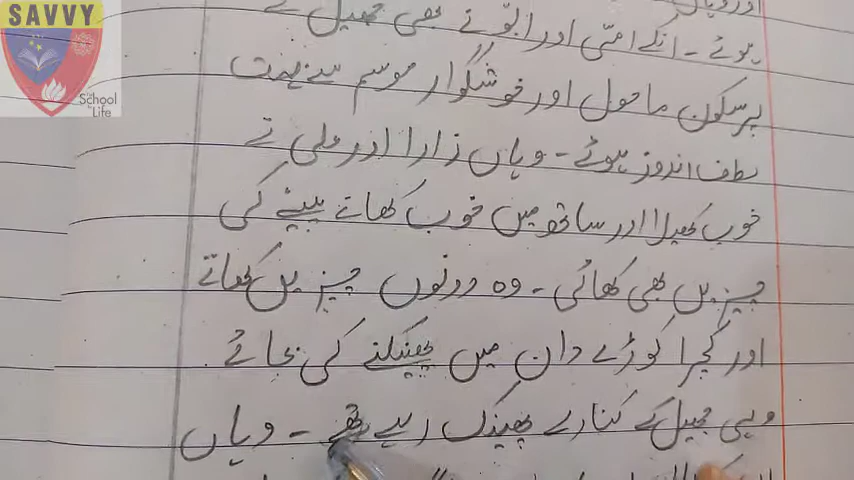 SAVVY
School
Life
اور وہاں
ہوئے ۔ انکے امّی اور ابّو نے بھی جھیل کے
پرسکون ماحول اور خوشگوار موسم سے بہت
لطف اندوز ہوئے ۔ وہاں زارا اور علی نے
خوب کھیلا اور ساتھ میں خوب کھانے پینے کی
چیزیں بھی کھائی ۔ وہ دونوں چیزیں کھاتے
اور کچرا کوڑے دان میں پھینکنے کی بجائے
وہی جھیل کے کنارے پھینک رہے تھے ۔ وہاں